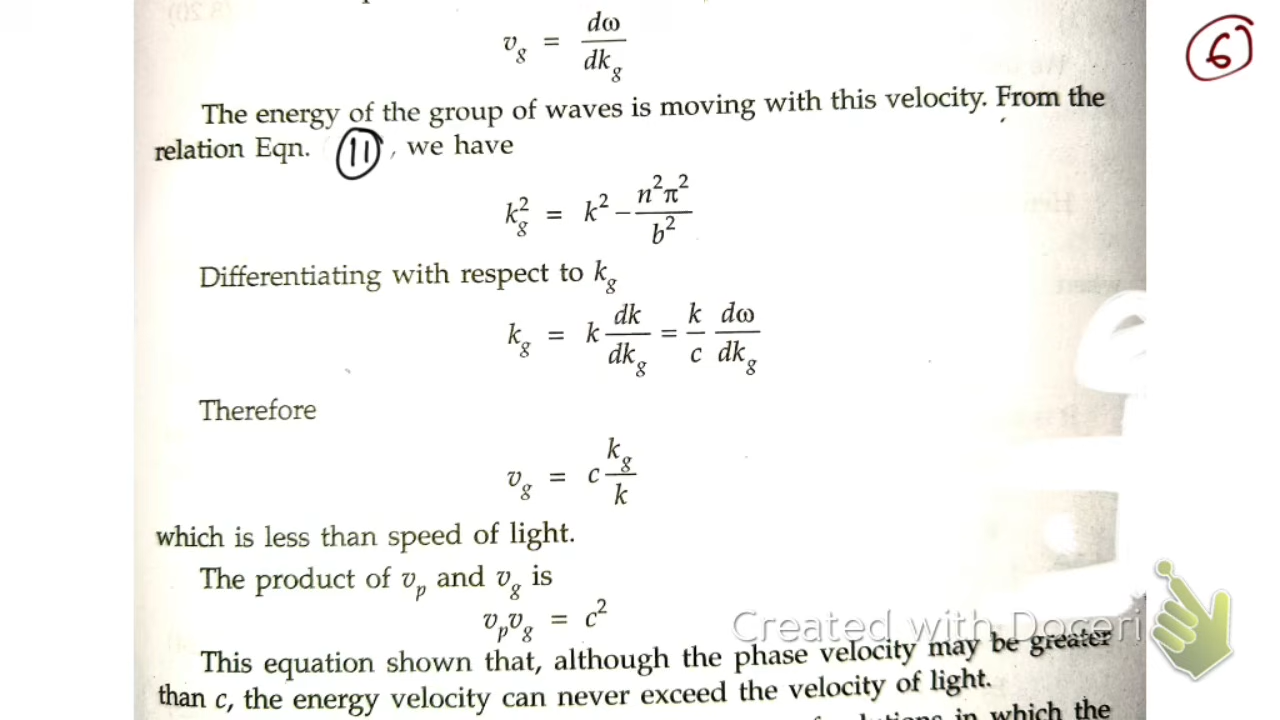 v_g = dω/dk_g
6
The energy of the group of waves is moving with this velocity. From the
relation Eqn. 11, we have
k_g^2 = k^2 - n^2π^2/b^2
Differentiating with respect to k_g
k_g = k dk/dk_g = k/c dω/dk_g
Therefore
v_g = c k_g/k
which is less than speed of light.
The product of v_p and v_g is
v_p v_g = c^2
Created with Doceri
This equation shown that, although the phase velocity may be greater
than c, the energy velocity can never exceed the velocity of light.
in which the